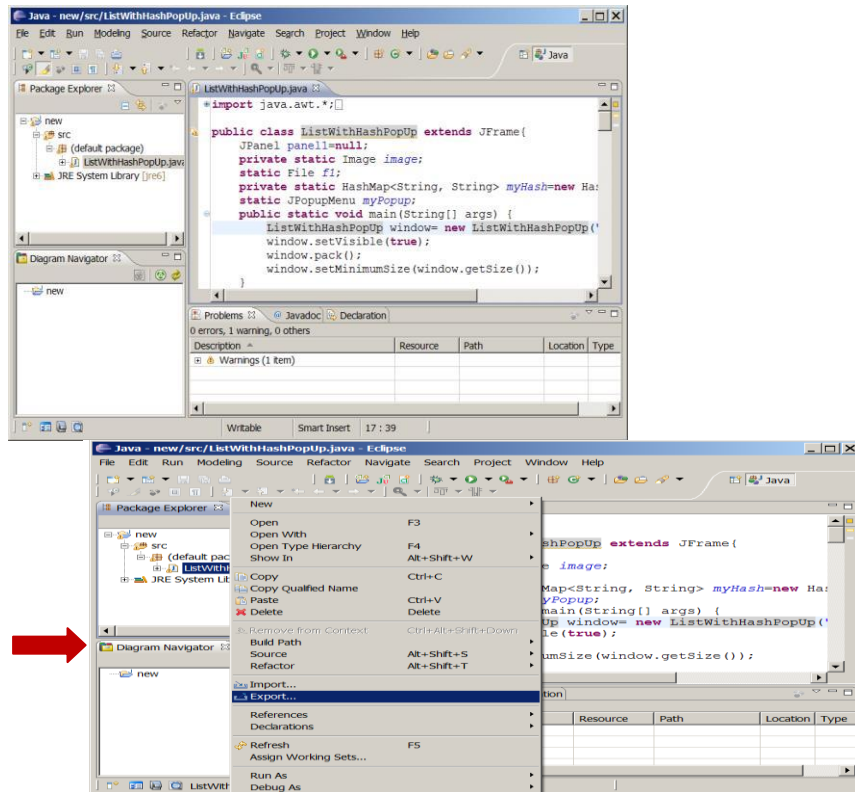 Java - new/src/ListWithHashPopUp.java - Eclipse
File Edit Run Modeling Source Refactor Navigate Search Project Window Help
Java
Package Explorer
new
src
(default package)
ListWithHashPopUp.java
JRE System Library [jre6]
Diagram Navigator
new
ListWithHashPopUp.java
import java.awt.*;
public class ListWithHashPopUp extends JFrame{
JPanel panel1=null;
private static Image image;
static File f1;
private static HashMap<String, String> myHash=new Ha
static JPopupMenu myPopup;
public static void main(String[] args) {
ListWithHashPopUp window= new ListWithHashPopUp("
window.setVisible(true);
window.pack();
window.setMinimumSize(window.getSize());
}
Problems @ Javadoc Declaration
0 errors, 1 warning, 0 others
Description Resource Path Location Type
Warnings (1 item)
Writable Smart Insert 17 : 39
Java - new/src/ListWithHashPopUp.java - Eclipse
File Edit Run Modeling Source Refactor Navigate Search Project Window Help
Java
Package Explorer
new
src
(default pac
ListWithH
JRE System Lib
Diagram Navigator
new
New
Open F3
Open With
Open Type Hierarchy F4
Show In Alt+Shift+W
Copy Ctrl+C
Copy Qualified Name
Paste Ctrl+V
Delete Delete
Remove from Context Ctrl+Alt+Shift+Down
Build Path
Source Alt+Shift+S
Refactor Alt+Shift+T
Import...
Export...
References
Declarations
Refresh F5
Assign Working Sets...
Run As
Debug As
shPopUp extends JFrame{
e image;
Map<String, String> myHash=new Ha
yPopup;
main(String[] args) {
Up window= new ListWithHashPopUp("
le(true);
umSize(window.getSize());
tion
Resource Path Location Type
ListWithH